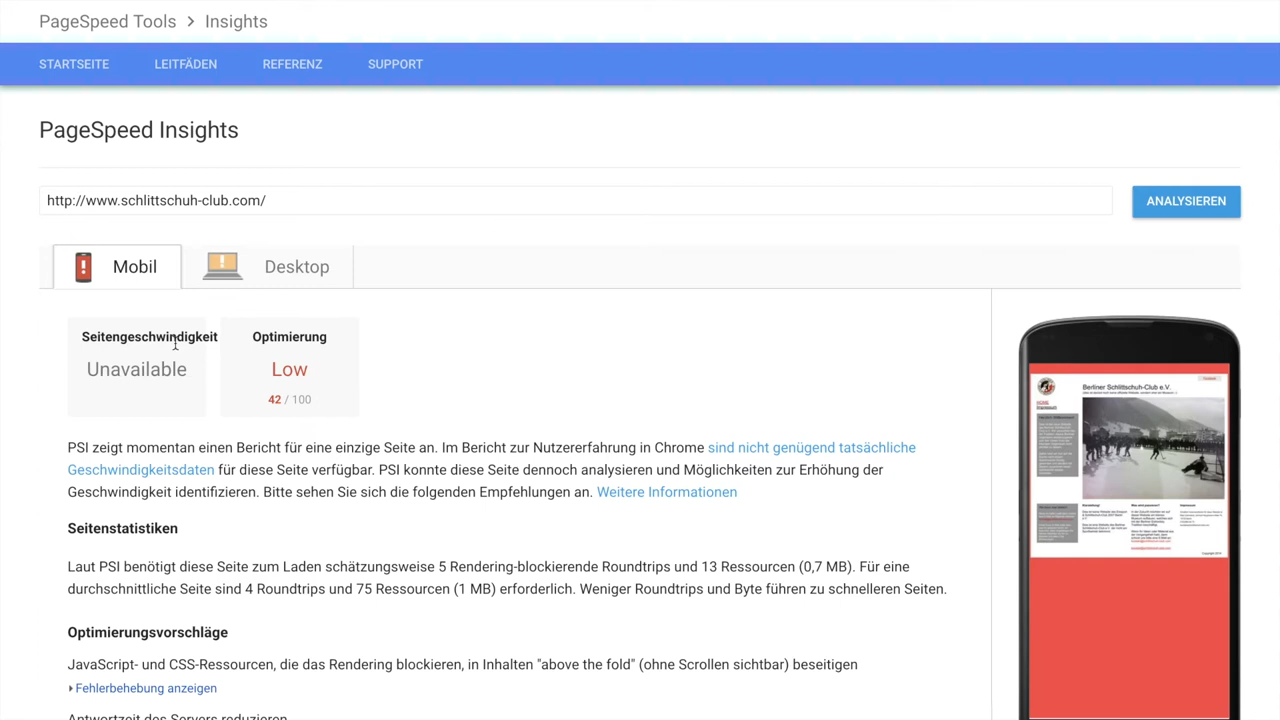 PageSpeed Tools > Insights
STARTSEITE LEITFÄDEN REFERENZ SUPPORT
PageSpeed Insights
http://www.schlittschuh-club.com/
ANALYSIEREN
Mobil Desktop
Seitengeschwindigkeit
Unavailable
Optimierung
Low
42 / 100
PSI zeigt momentan einen Bericht für eine einzige Seite an. Im Bericht zur Nutzererfahrung in Chrome sind nicht genügend tatsächliche
Geschwindigkeitsdaten für diese Seite verfügbar. PSI konnte diese Seite dennoch analysieren und Möglichkeiten zur Erhöhung der
Geschwindigkeit identifizieren. Bitte sehen Sie sich die folgenden Empfehlungen an. Weitere Informationen
Seitenstatistiken
Laut PSI benötigt diese Seite zum Laden schätzungsweise 5 Rendering-blockierende Roundtrips und 13 Ressourcen (0,7 MB). Für eine
durchschnittliche Seite sind 4 Roundtrips und 75 Ressourcen (1 MB) erforderlich. Weniger Roundtrips und Byte führen zu schnelleren Seiten.
Optimierungsvorschläge
JavaScript- und CSS-Ressourcen, die das Rendering blockieren, in Inhalten "above the fold" (ohne Scrollen sichtbar) beseitigen
Fehlerbehebung anzeigen
Antwortzeit des Servers reduzieren
Berliner Schlittschuh-Club e.V.
HOME
Impressum